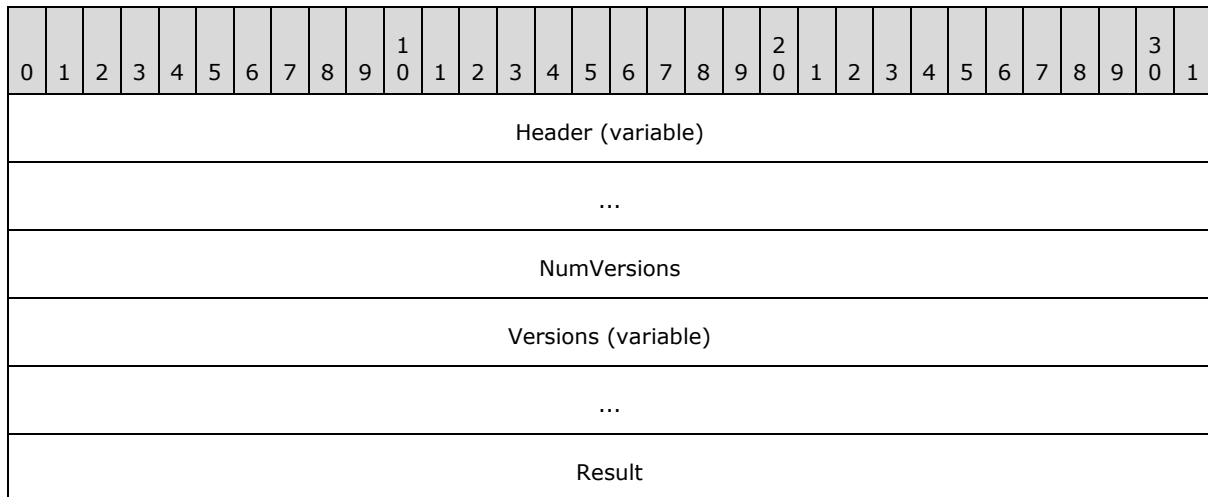 0 1 2 3 4 5 6 7 8 9 1 0 1 2 3 4 5 6 7 8 9 2 0 1 2 3 4 5 6 7 8 9 3 0 1
Header (variable)
...
NumVersions
Versions (variable)
...
Result